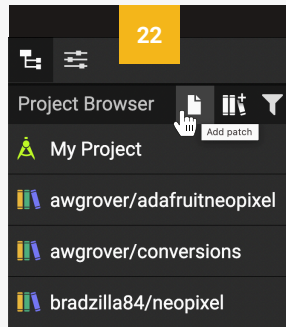 22
Project Browser
Add patch
My Project
awgrover/adafruitneopixel
awgrover/conversions
bradzilla84/neopixel